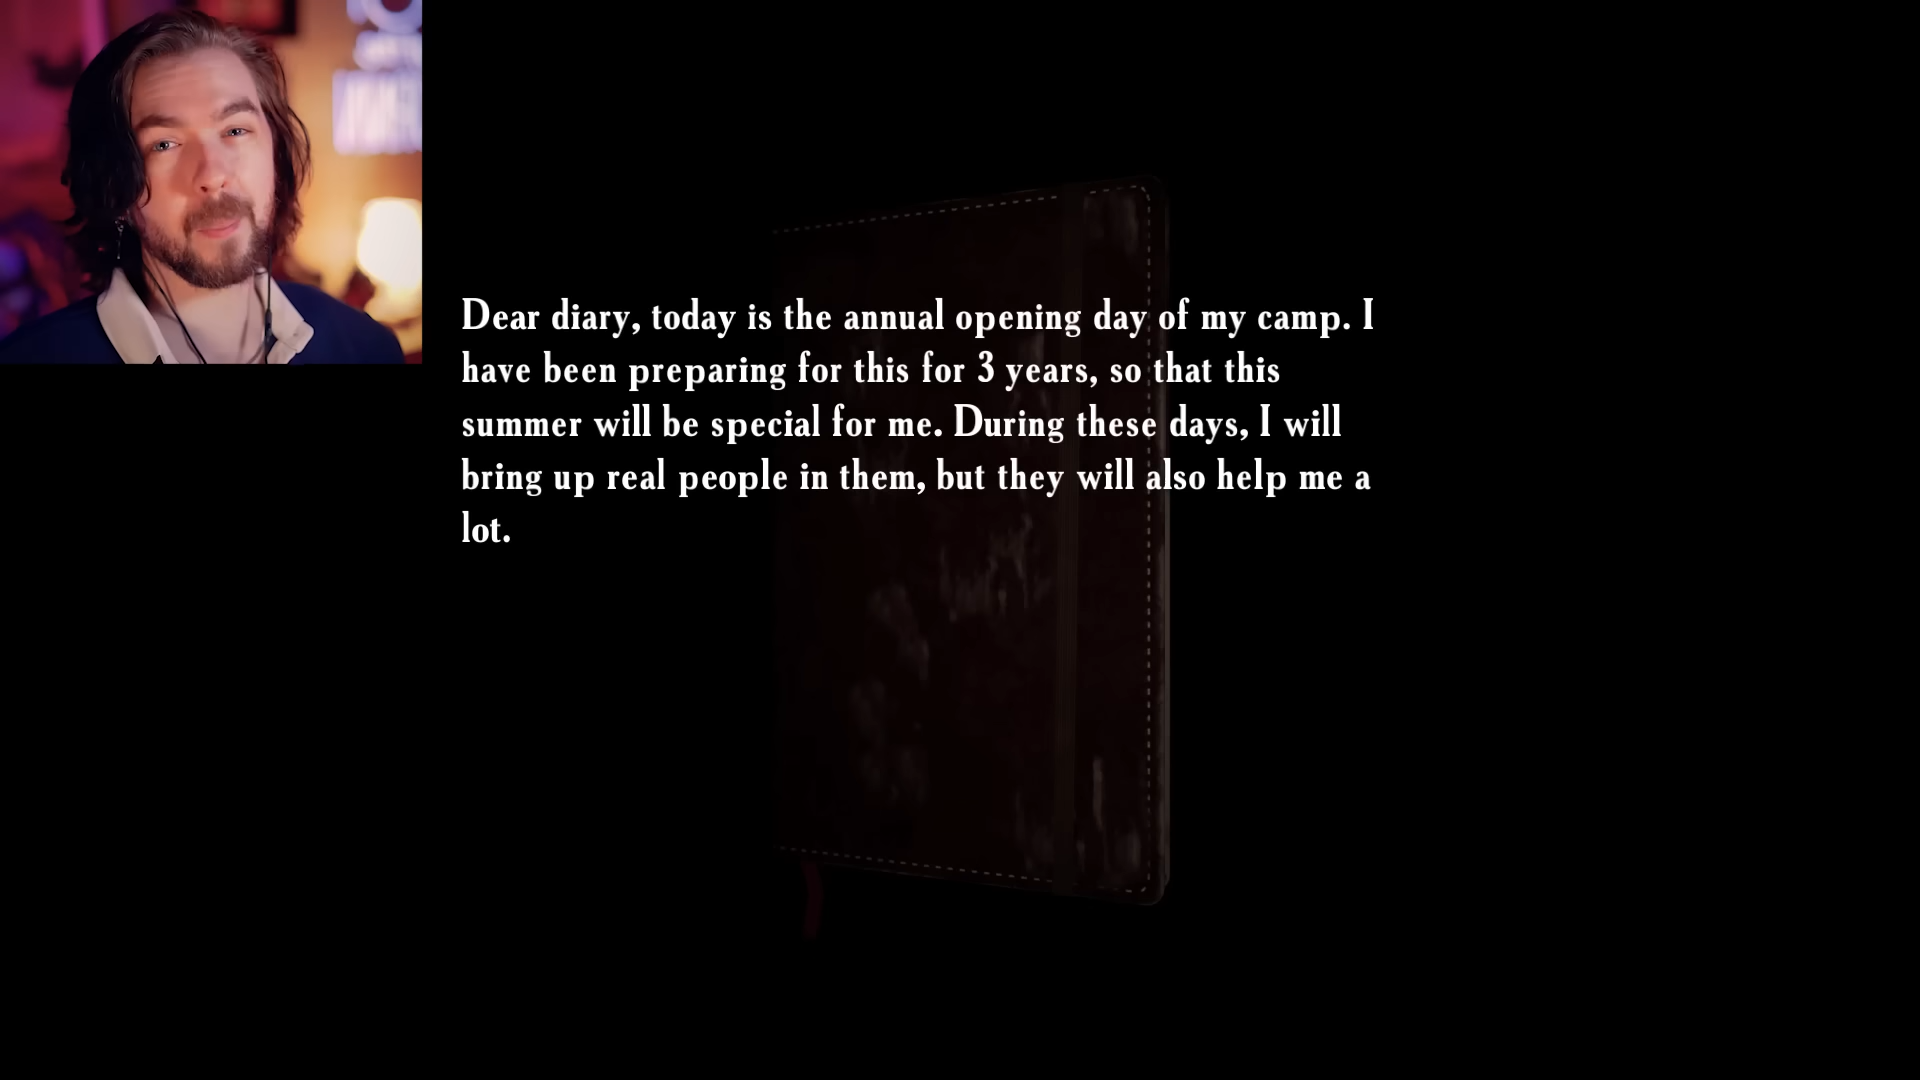 Dear diary, today is the annual opening day of my camp. I
have been preparing for this for 3 years, so that this
summer will be special for me. During these days, I will
bring up real people in them, but they will also help me a
lot.